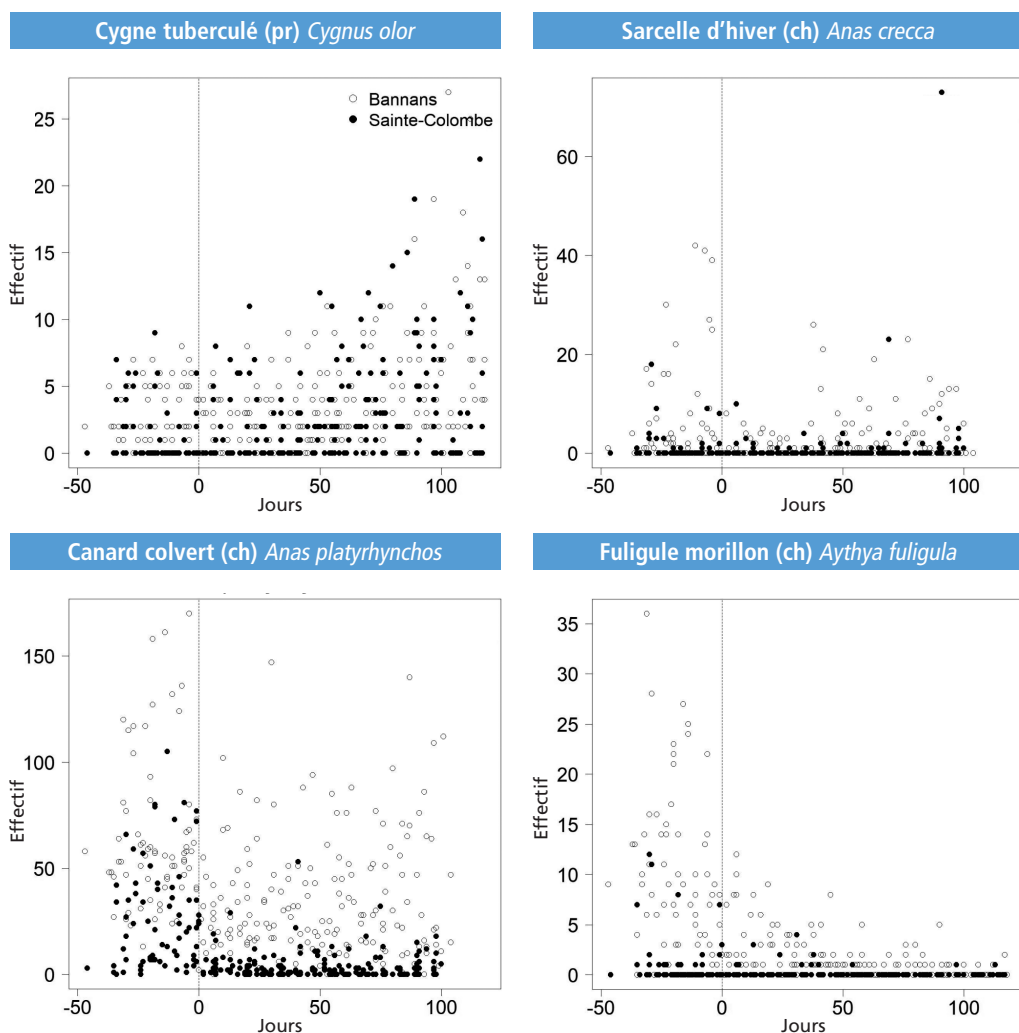 Cygne tuberculé (pr) Cygnus olor
Effectif
25
20
15
10
5
0
Bannans
Sainte-Colombe
-50 0 50 100
Jours
Sarcelle d'hiver (ch) Anas crecca
Effectif
60
40
20
0
-50 0 50 100
Jours
Canard colvert (ch) Anas platyrhynchos
Effectif
150
100
50
0
-50 0 50 100
Jours
Fuligule morillon (ch) Aythya fuligula
Effectif
35
30
25
20
15
10
5
0
-50 0 50 100
Jours